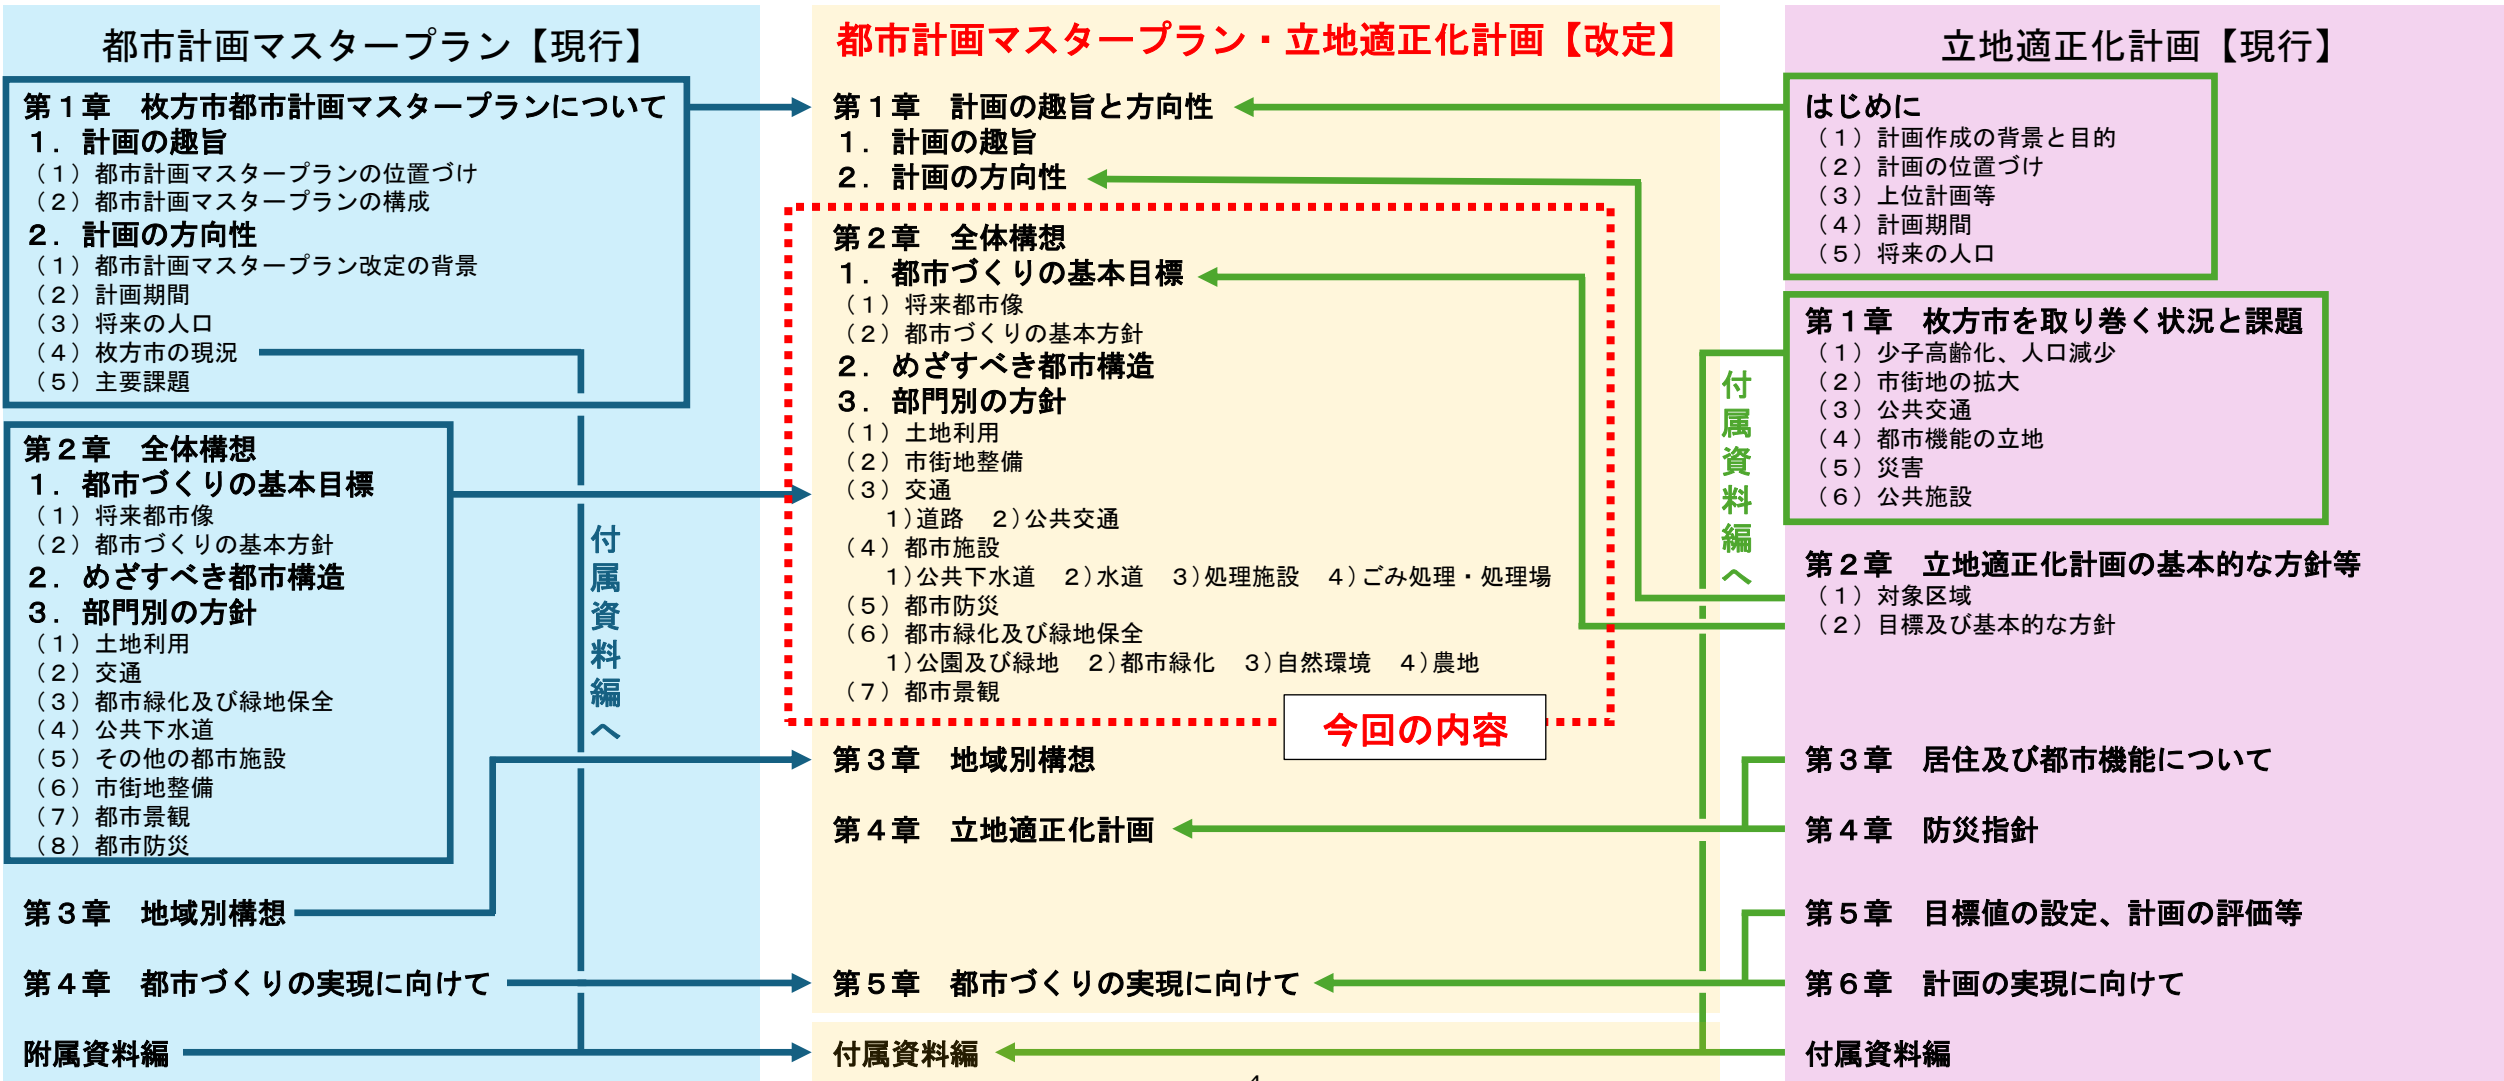 都市計画マスタープラン【現行】
第１章　枚方市都市計画マスタープランについて
１．計画の趣旨
（１）都市計画マスタープランの位置づけ
（２）都市計画マスタープランの構成
２．計画の方向性
（１）都市計画マスタープラン改定の背景
（２）計画期間
（３）将来の人口
（４）枚方市の現況
（５）主要課題
第２章　全体構想
１．都市づくりの基本目標
（１）将来都市像
（２）都市づくりの基本方針
２．めざすべき都市構造
３．部門別の方針
（１）土地利用
（２）交通
（３）都市緑化及び緑地保全
（４）公共下水道
（５）その他の都市施設
（６）市街地整備
（７）都市景観
（８）都市防災
第３章　地域別構想
第４章　都市づくりの実現に向けて
附属資料編
付属資料編へ
都市計画マスタープラン・立地適正化計画【改定】
第１章　計画の趣旨と方向性
１．計画の趣旨
２．計画の方向性
第２章　全体構想
１．都市づくりの基本目標
（１）将来都市像
（２）都市づくりの基本方針
２．めざすべき都市構造
３．部門別の方針
（１）土地利用
（２）市街地整備
（３）交通
１)道路　２)公共交通
（４）都市施設
１)公共下水道　２)水道　３)処理施設　４)ごみ処理・処理場
（５）都市防災
（６）都市緑化及び緑地保全
１)公園及び緑地　２)都市緑化　３)自然環境　４)農地
（７）都市景観
今回の内容
第３章　地域別構想
第４章　立地適正化計画
第５章　都市づくりの実現に向けて
付属資料編
4
付属資料編へ
立地適正化計画【現行】
はじめに
（１）計画作成の背景と目的
（２）計画の位置づけ
（３）上位計画等
（４）計画期間
（５）将来の人口
第１章　枚方市を取り巻く状況と課題
（１）少子高齢化、人口減少
（２）市街地の拡大
（３）公共交通
（４）都市機能の立地
（５）災害
（６）公共施設
第２章　立地適正化計画の基本的な方針等
（１）対象区域
（２）目標及び基本的な方針
第３章　居住及び都市機能について
第４章　防災指針
第５章　目標値の設定、計画の評価等
第６章　計画の実現に向けて
付属資料編